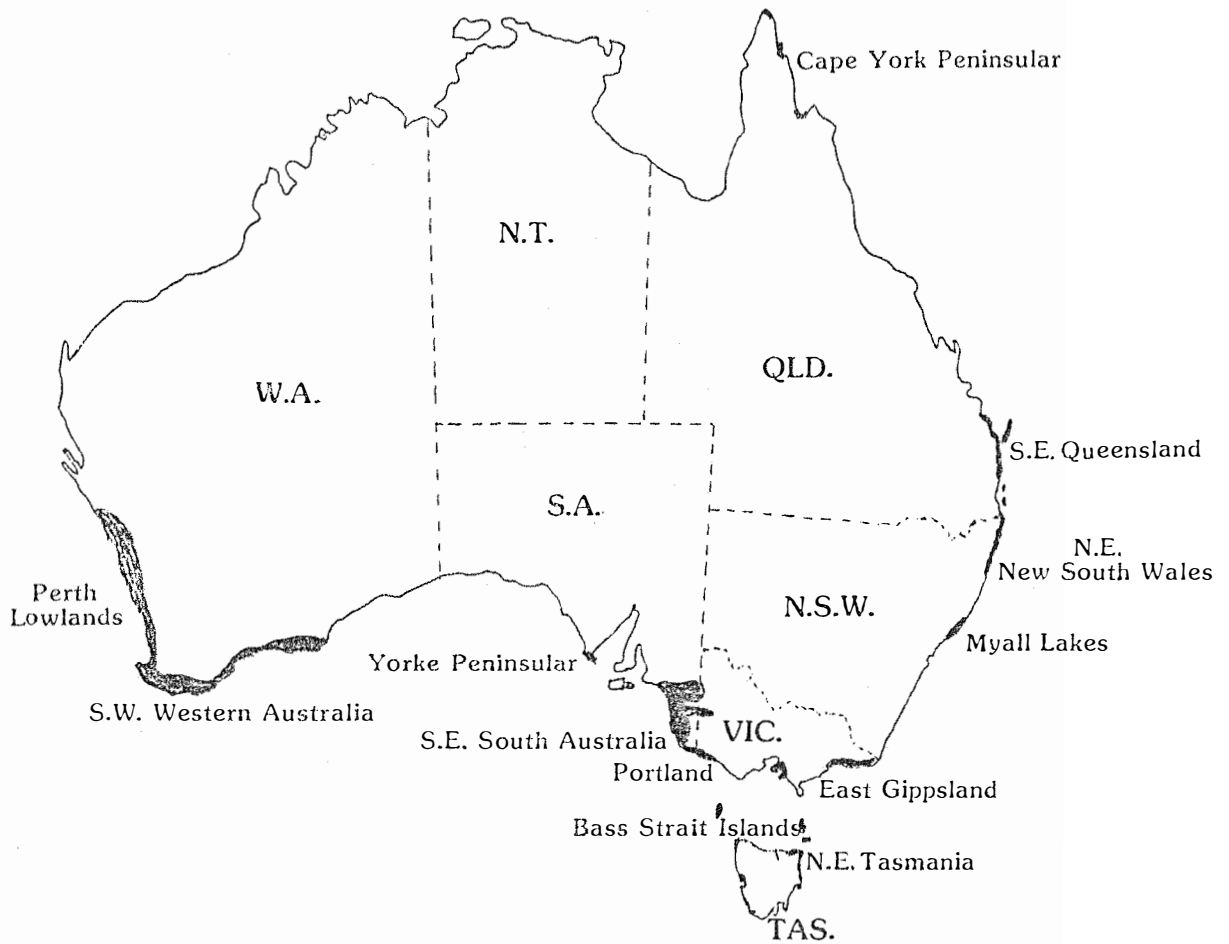 Cape York Peninsular
N.T.
QLD.
W.A.
S.E. Queensland
S.A.
N.E.
New South Wales
Perth
Lowlands
N.S.W.
Myall Lakes
Yorke Peninsular
S.W. Western Australia
VIC.
S.E. South Australia
Portland
East Gippsland
Bass Strait Islands
N.E. Tasmania
TAS.